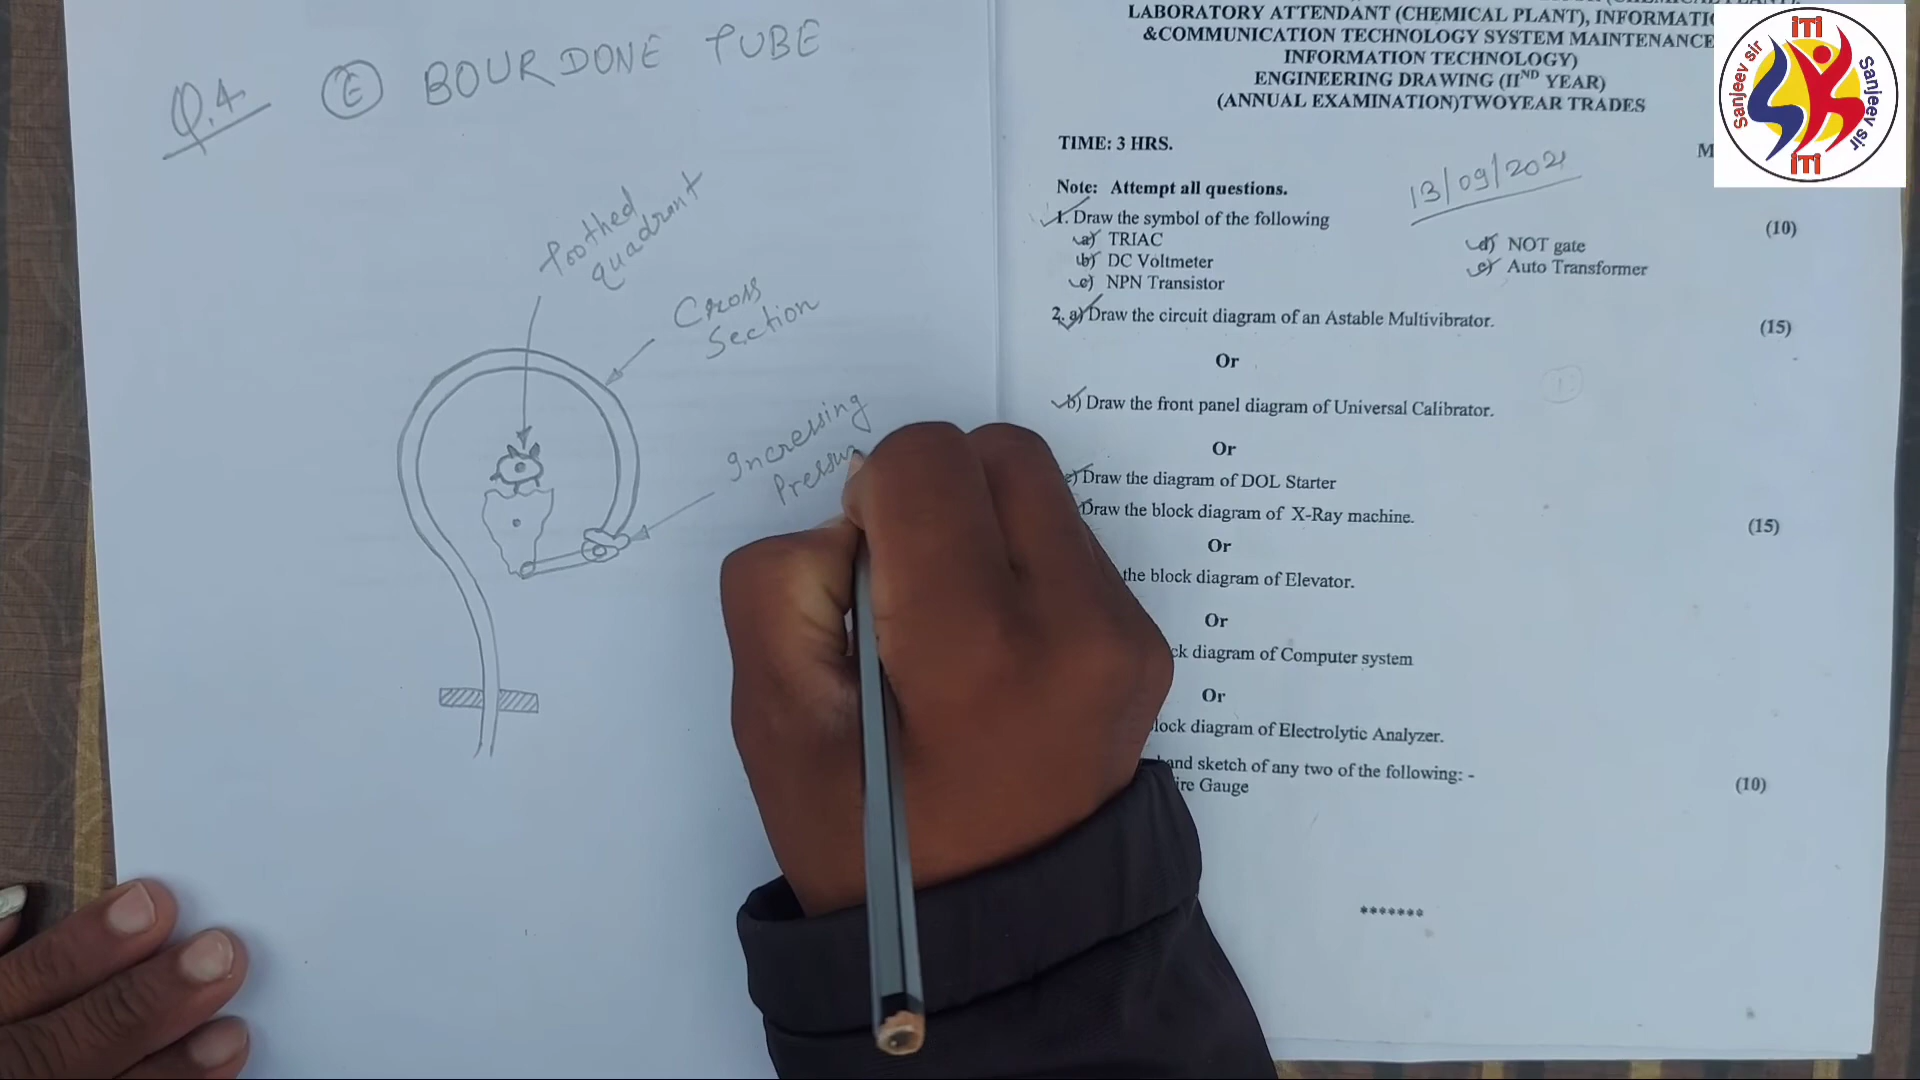 Q.4. E BOURDONE TUBE
Toothed
quadrant
Cross
Section
Incressing
Pressu
LABORATORY ATTENDANT (CHEMICAL PLANT),
&COMMUNICATION TECHNOLOGY SYSTEM MAINTENANCE
INFORMATION TECHNOLOGY)
ENGINEERING DRAWING (IIND YEAR)
(ANNUAL EXAMINATION)TWOYEAR TRADES
TIME: 3 HRS.
13/09/2021
Note: Attempt all questions.
1. Draw the symbol of the following (10)
a) TRIAC d) NOT gate
b) DC Voltmeter e) Auto Transformer
c) NPN Transistor
2. a) Draw the circuit diagram of an Astable Multivibrator. (15)
Or
b) Draw the front panel diagram of Universal Calibrator.
Or
c) Draw the diagram of DOL Starter
Draw the block diagram of X-Ray machine. (15)
Or
the block diagram of Elevator.
Or
ck diagram of Computer system
Or
lock diagram of Electrolytic Analyzer.
hand sketch of any two of the following: - (10)
ire Gauge
*******
iTi
Sanjeev sir
Sanjeev sir
iTi